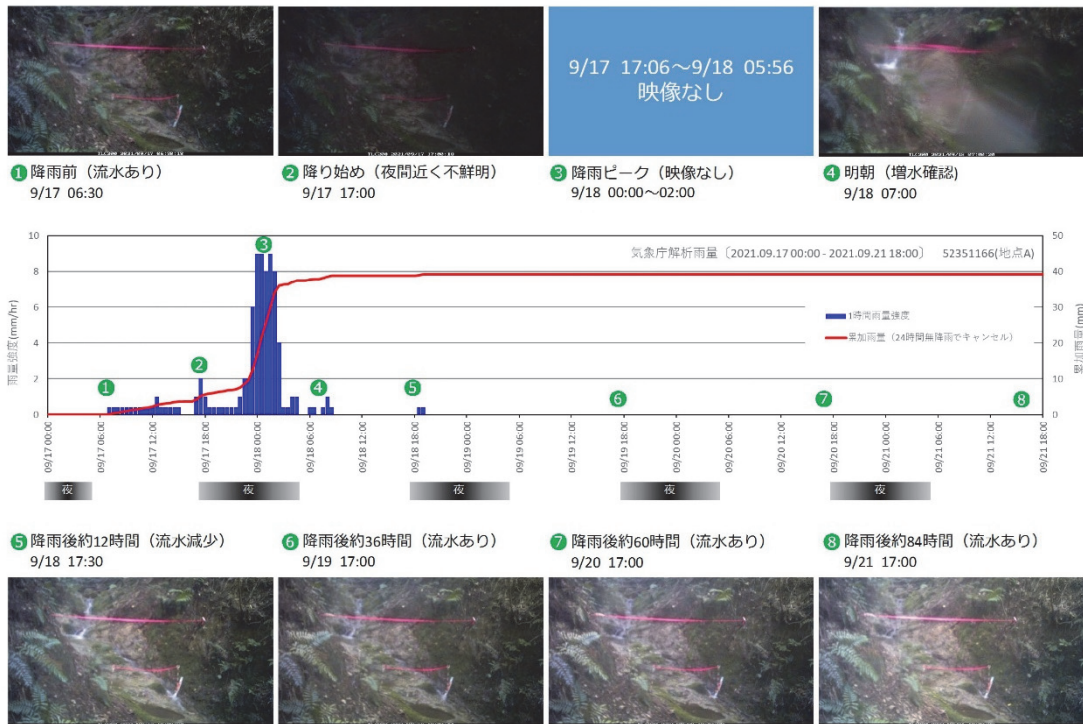 9/17 17:06～9/18 05:56
映像なし
❶降雨前（流水あり）
9/17 06:30
❷降り始め（夜間近く不鮮明）
9/17 17:00
❸降雨ピーク（映像なし）
9/18 00:00～02:00
❹明朝（増水確認)
9/18 07:00
気象庁解析雨量〔2021.09.17 00:00 - 2021.09.21 18:00〕 52351166(地点A)
雨量強度(mm/hr)
10
8
6
4
2
0
累加雨量(mm)
50
40
30
20
10
0
1時間雨量強度
累加雨量（24時間無降雨でキャンセル）
❶
❷
❸
❹
❺
❻
❼
❽
09/17 00:00
09/17 06:00
09/17 12:00
09/17 18:00
09/18 00:00
09/18 06:00
09/18 12:00
09/18 18:00
09/19 00:00
09/19 06:00
09/19 12:00
09/19 18:00
09/20 00:00
09/20 06:00
09/20 12:00
09/20 18:00
09/21 00:00
09/21 06:00
09/21 12:00
09/21 18:00
夜
夜
夜
夜
夜
❺降雨後約12時間（流水減少）
9/18 17:30
❻降雨後約36時間（流水あり）
9/19 17:00
❼降雨後約60時間（流水あり）
9/20 17:00
❽降雨後約84時間（流水あり）
9/21 17:00